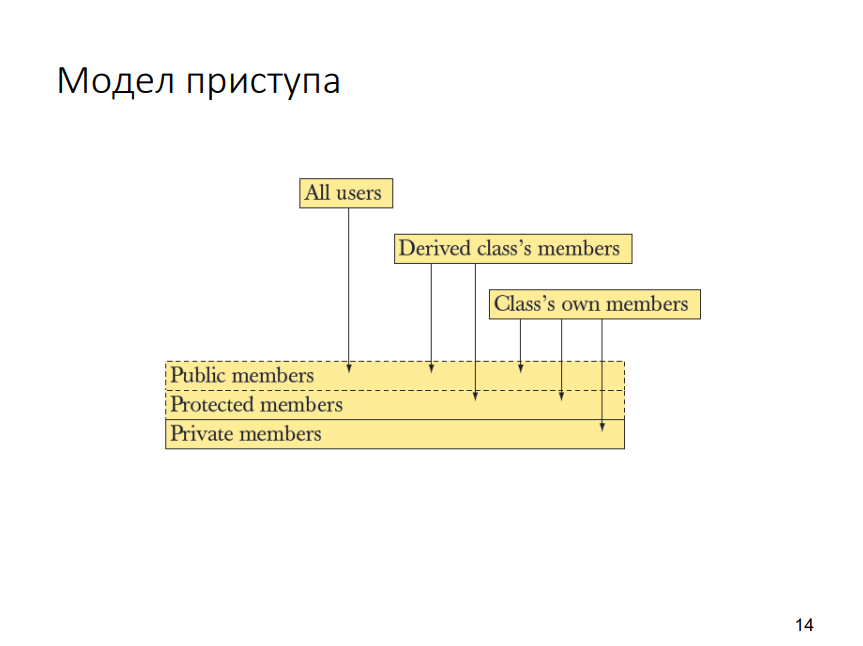 Модел приступа
All users
Derived class’s members
Class’s own members
Public members
Protected members
Private members
14